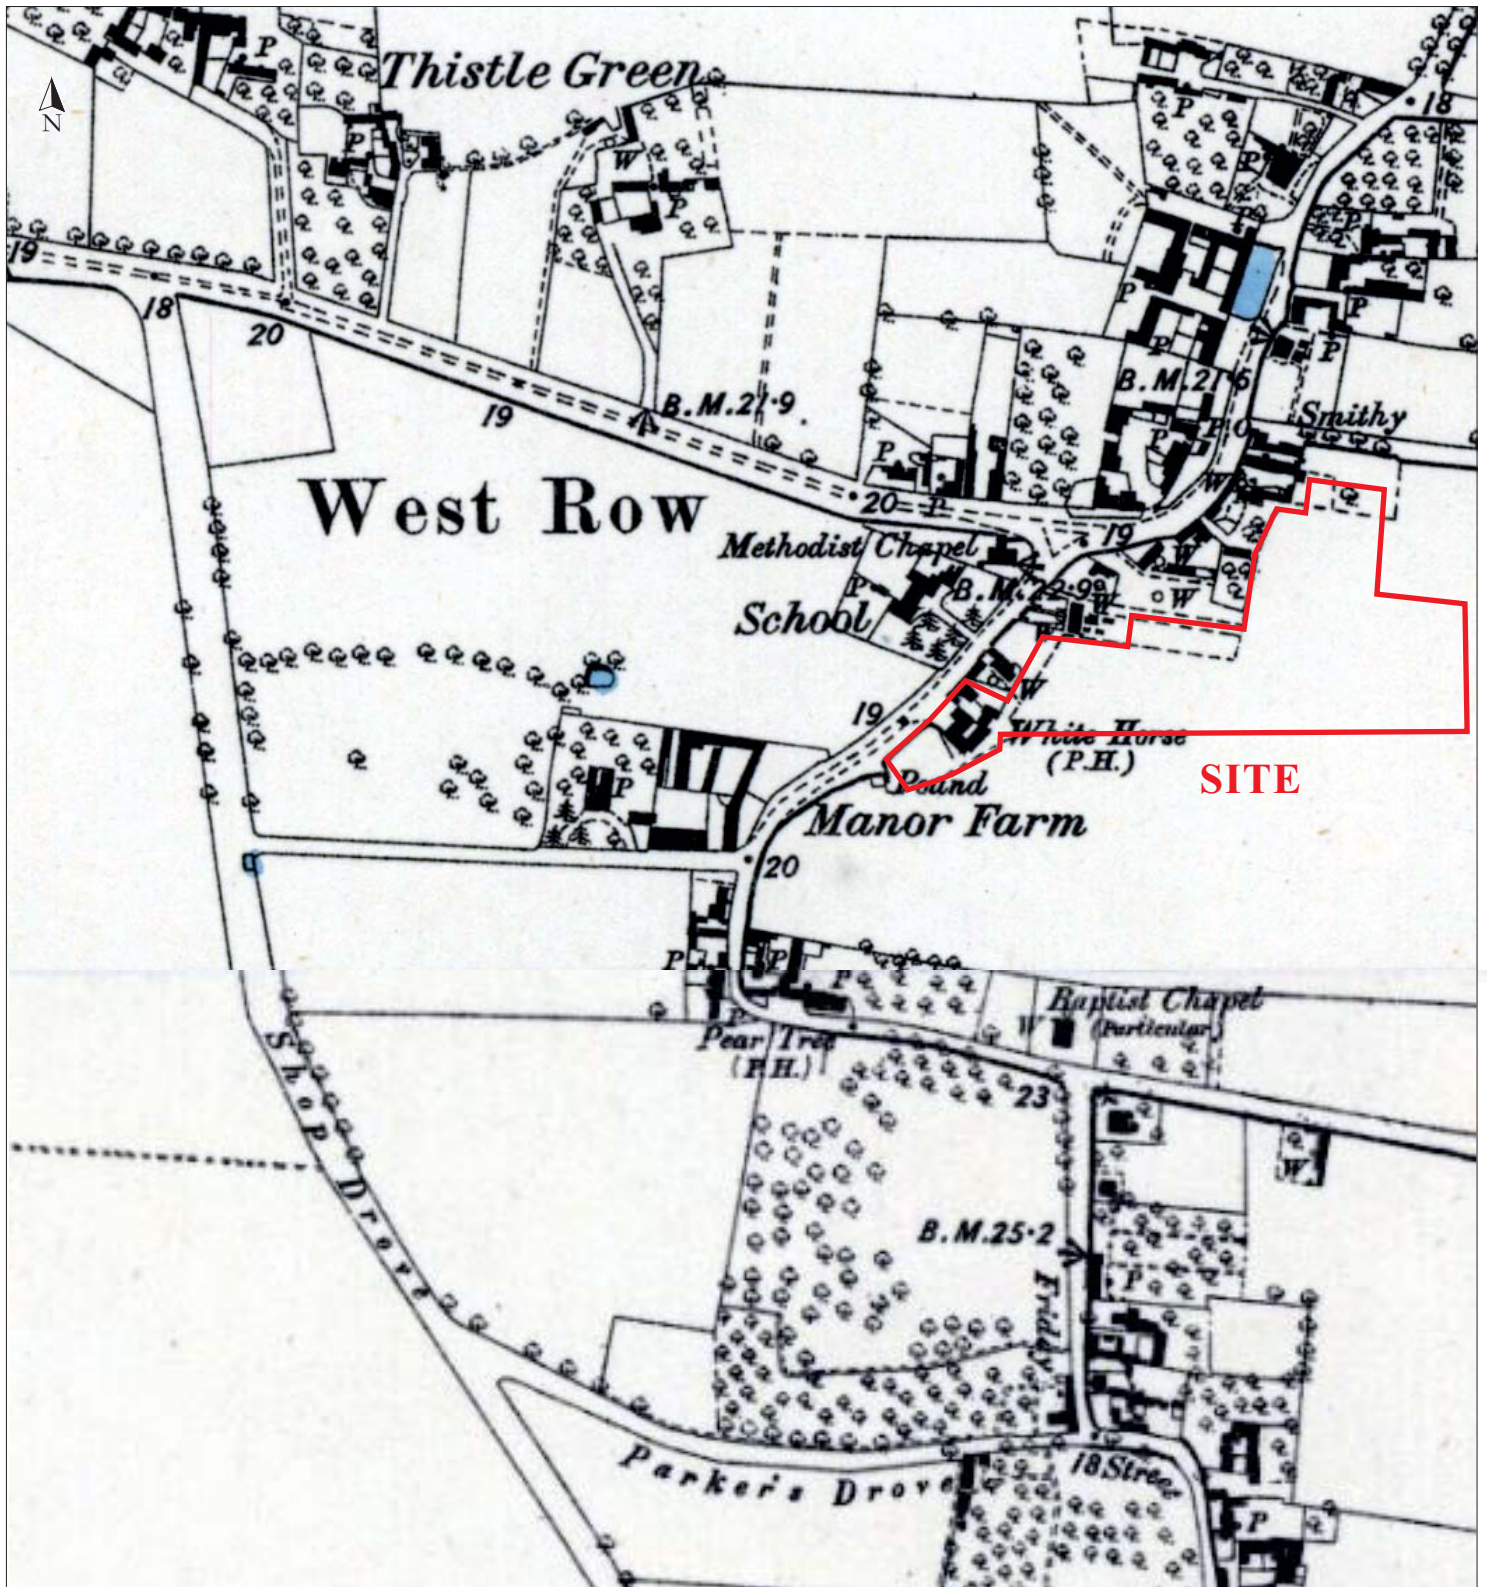 Thistle Green
P
N
P
W
P
P
18
P
P
P
P
19
18
20
P
P
P
B.M.21·6
B.M.21·9
19
Smithy
P
P
P.O.
W
20
P
19
West Row
Methodist Chapel
W
P
B.M.22·9
W
W
School
W
W
19
White Horse
(P.H.)
SITE
P
Pound
Manor Farm
20
P
P
P
Baptist Chapel
W
(Particular)
P
Pear Tree
(P.H.)
23
Shop Drove
W
B.M.25·2
P
Friday
18 Street
Parker's Drove
P